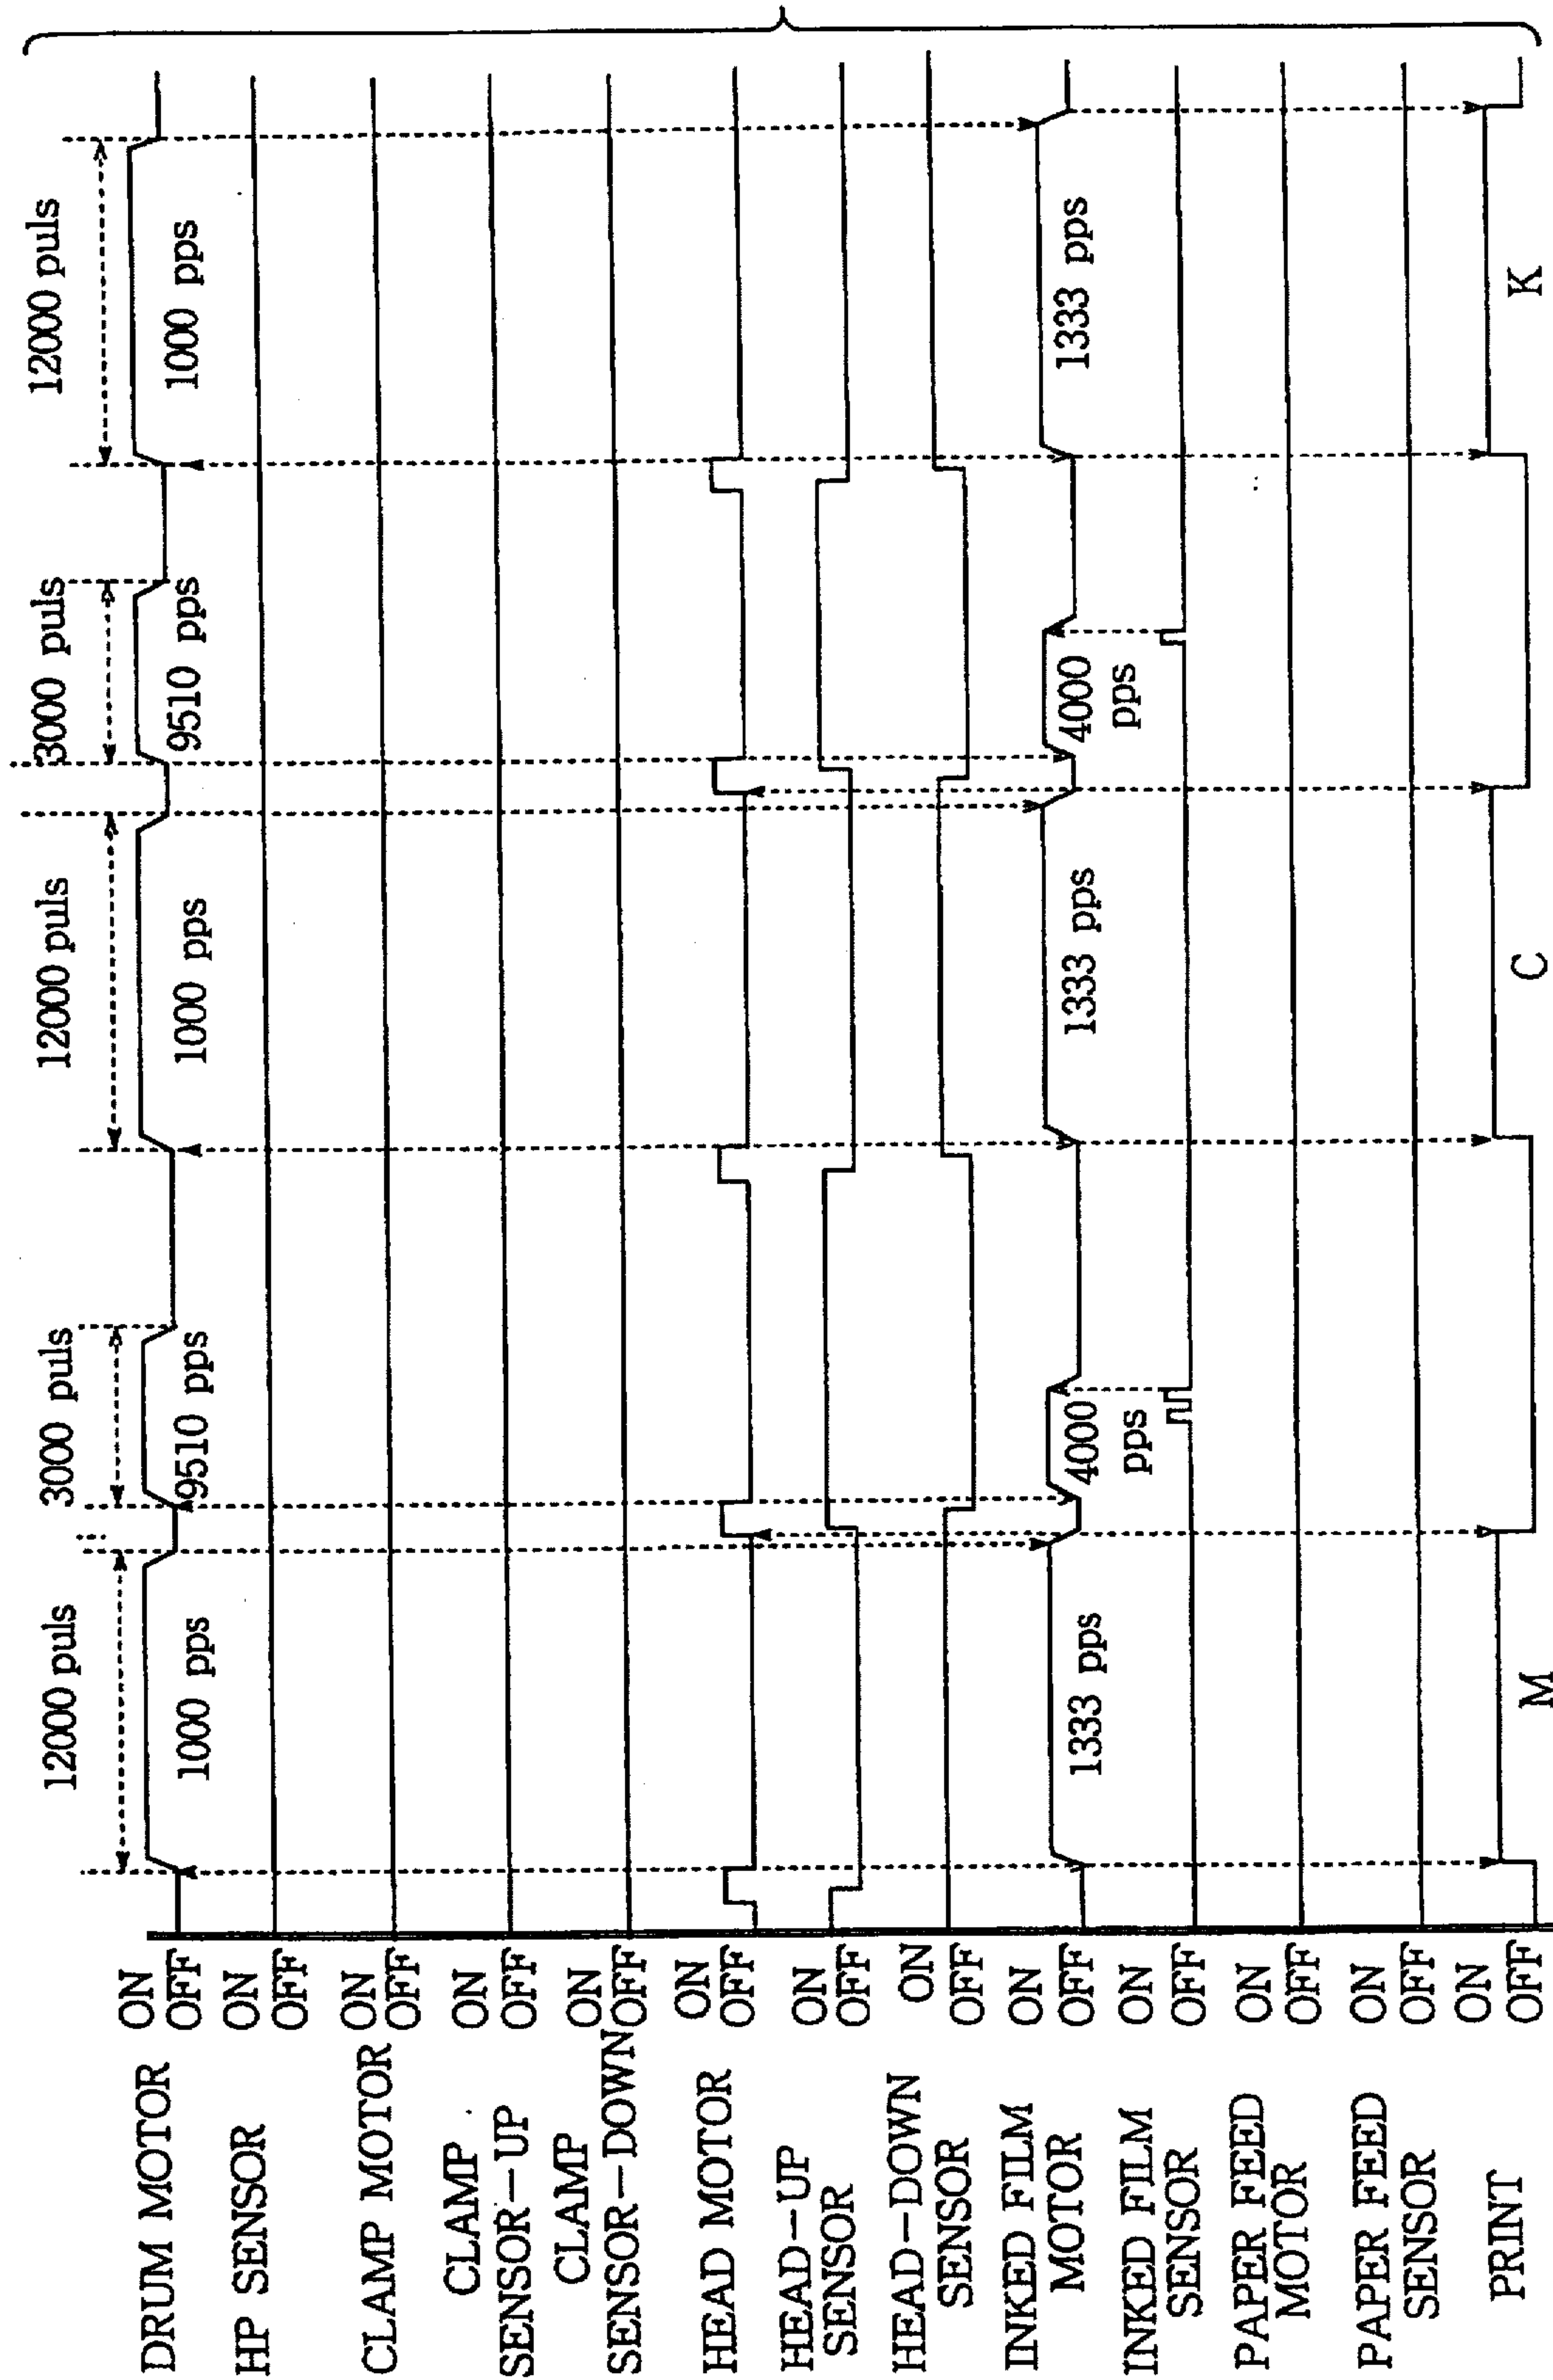 12000 puls
3000 puls
12000 puls
3000 puls
12000 puls
DRUM MOTOR
ON
OFF
1000 pps
9510 pps
1000 pps
9510 pps
1000 pps
HP SENSOR
ON
OFF
CLAMP MOTOR
ON
OFF
CLAMP
SENSOR-UP
ON
OFF
CLAMP
SENSOR-DOWN
ON
OFF
HEAD MOTOR
ON
OFF
HEAD-UP
SENSOR
ON
OFF
HEAD-DOWN
SENSOR
ON
OFF
INKED FILM
MOTOR
ON
OFF
1333 pps
4000
pps
1333 pps
4000
pps
1333 pps
INKED FILM
SENSOR
ON
OFF
PAPER FEED
MOTOR
ON
OFF
PAPER FEED
SENSOR
ON
OFF
PRINT
ON
OFF
M
C
K